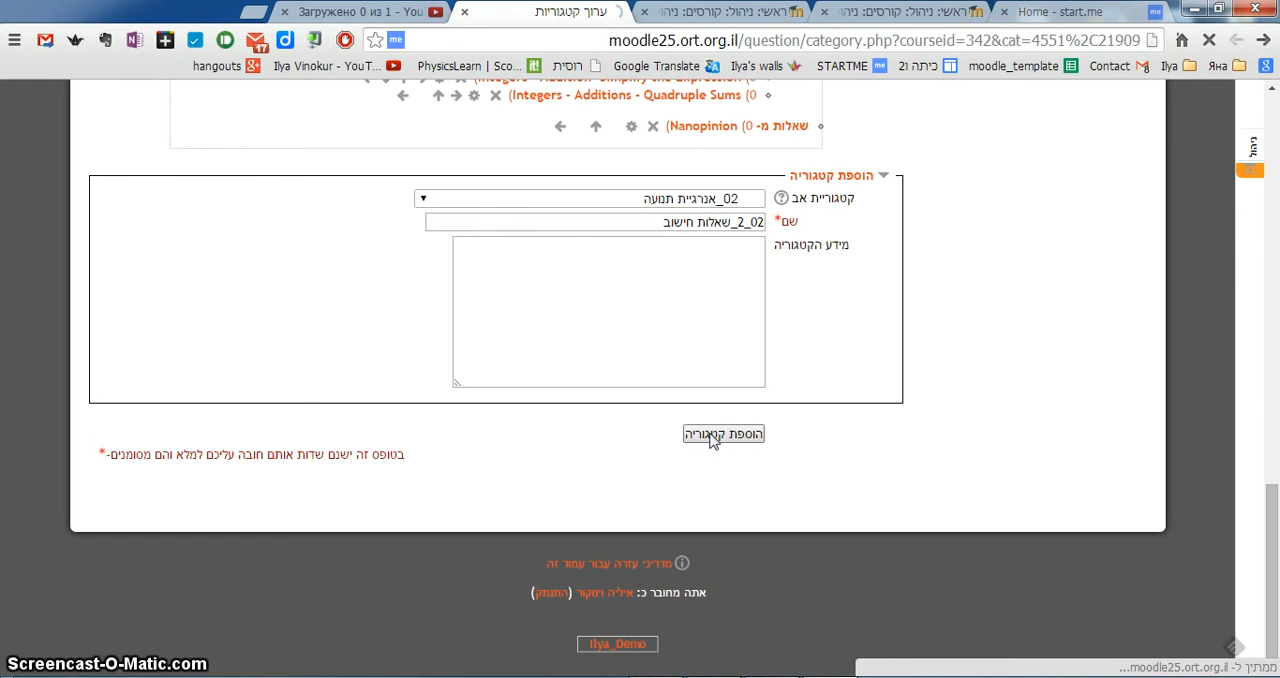 Загружено 0 из 1 - You
ערוך קטגוריות
ראשי: ניהול: קורסים: ניהו
ראשי: ניהול: קורסים: ניהו
Home - start.me
moodle25.ort.org.il/question/category.php?courseid=342&cat=4551%2C21909
hangouts
Ilya Vinokur - YouT...
PhysicsLearn | Sco...
רוסית
Google Translate
Ilya's walls
STARTME
כיתה ו2
moodle_template
Contact
Ilya
Яна
17
ניהול
(Integers - Additions - Quadruple Sums (0
שאלות מ- Nanopinion (0)
הוספת קטגוריה
קטגוריית אב
02_אנרגיית תנועה
שם*
02_2_שאלות חישוב
מידע הקטגוריה
הוספת קטגוריה
בטופס זה ישנם שדות אותם חובה עליכם למלא והם מסומנים-*
מדריכי עזרה עבור עמוד זה
אתה מחובר כ: איליה וינוקור (התנתק)
Ilya_Demo
Screencast-O-Matic.com
ממתין ל- moodle25.ort.org.il...